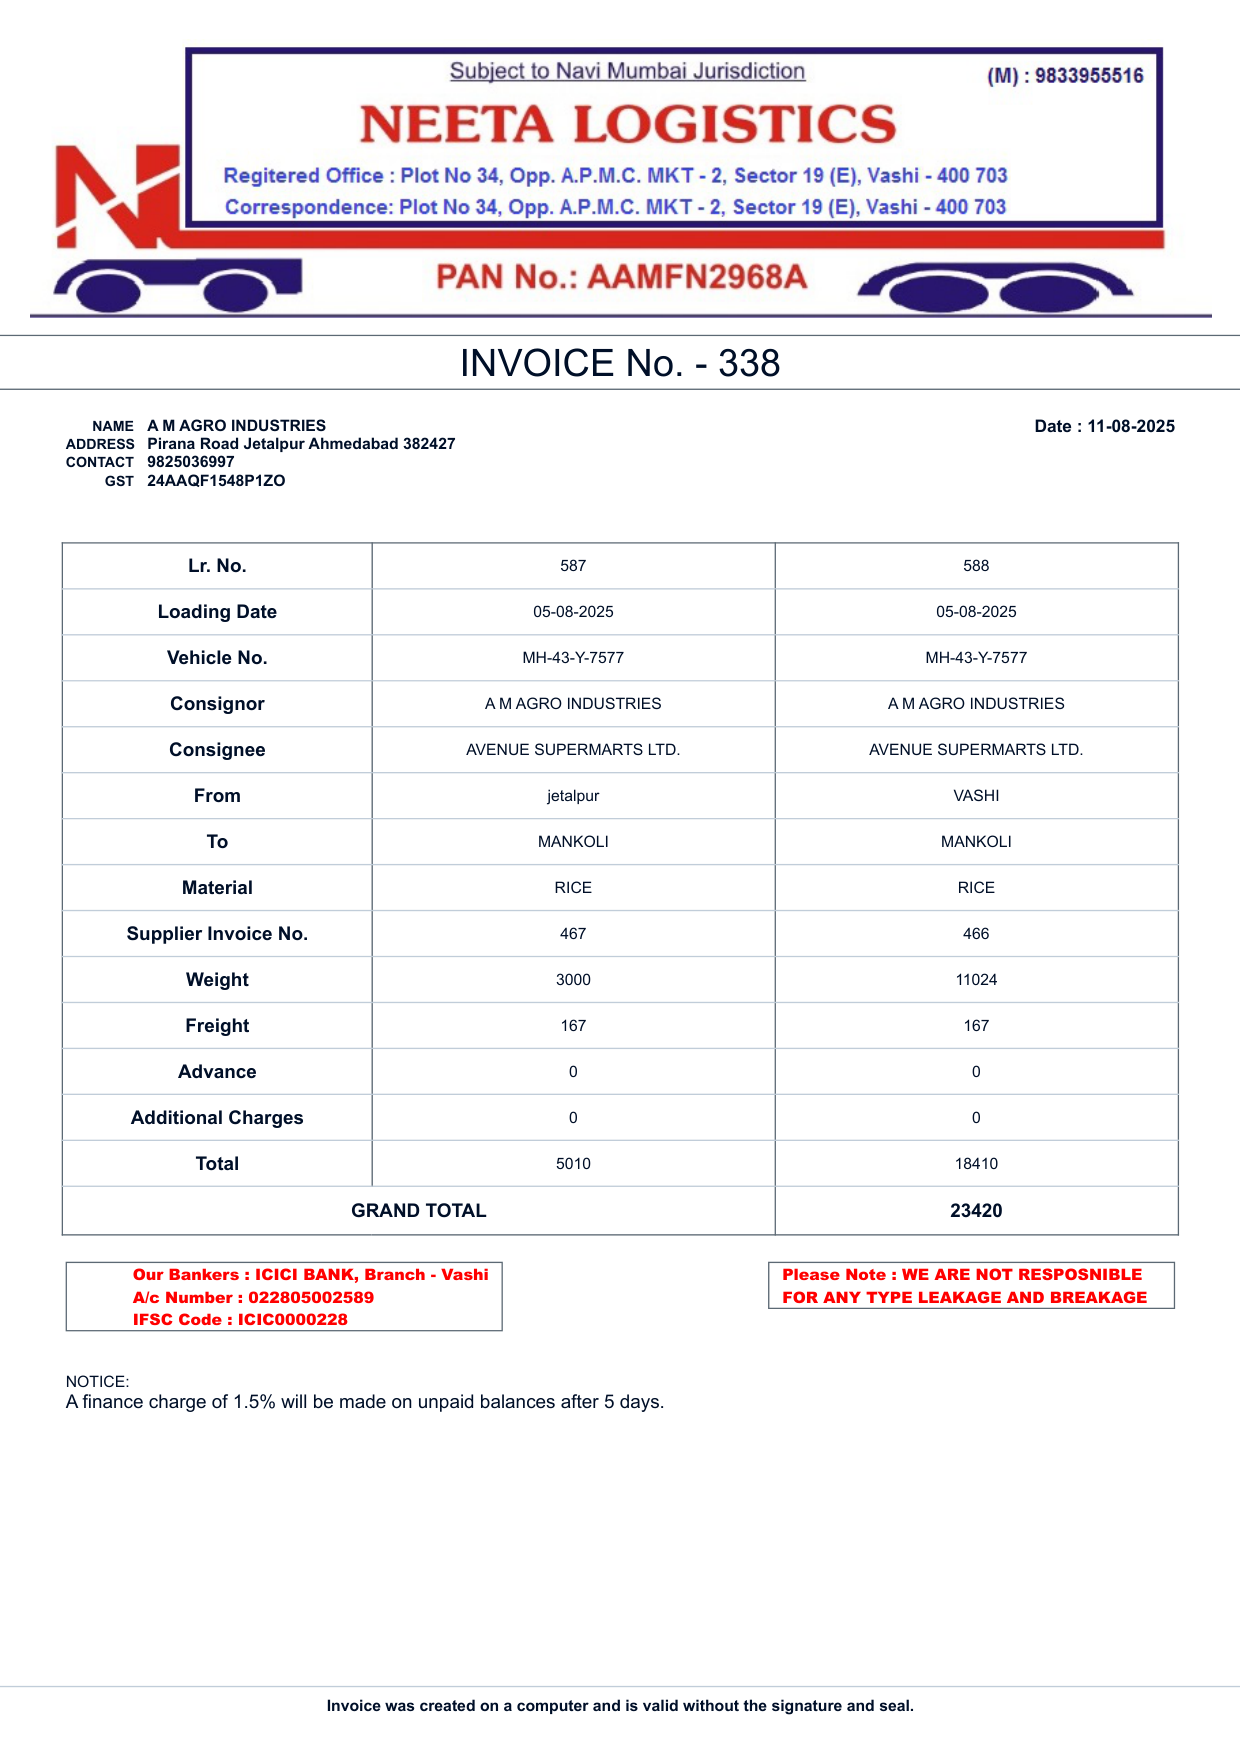 Subject to Navi Mumbai Jurisdiction
(M) : 9833955516
NEETA LOGISTICS
Regitered Office : Plot No 34, Opp. A.P.M.C. MKT - 2, Sector 19 (E), Vashi - 400 703
Correspondence: Plot No 34, Opp. A.P.M.C. MKT - 2, Sector 19 (E), Vashi - 400 703
NL
PAN No.: AAMFN2968A
INVOICE No. - 338
NAME A M AGRO INDUSTRIES
Date : 11-08-2025
ADDRESS Pirana Road Jetalpur Ahmedabad 382427
CONTACT 9825036997
GST 24AAQF1548P1ZO
Lr. No. 587 588
Loading Date 05-08-2025 05-08-2025
Vehicle No. MH-43-Y-7577 MH-43-Y-7577
Consignor A M AGRO INDUSTRIES A M AGRO INDUSTRIES
Consignee AVENUE SUPERMARTS LTD. AVENUE SUPERMARTS LTD.
From jetalpur VASHI
To MANKOLI MANKOLI
Material RICE RICE
Supplier Invoice No. 467 466
Weight 3000 11024
Freight 167 167
Advance 0 0
Additional Charges 0 0
Total 5010 18410
GRAND TOTAL 23420
Our Bankers : ICICI BANK, Branch - Vashi
A/c Number : 022805002589
IFSC Code : ICIC0000228
Please Note : WE ARE NOT RESPOSNIBLE
FOR ANY TYPE LEAKAGE AND BREAKAGE
NOTICE:
A finance charge of 1.5% will be made on unpaid balances after 5 days.
Invoice was created on a computer and is valid without the signature and seal.